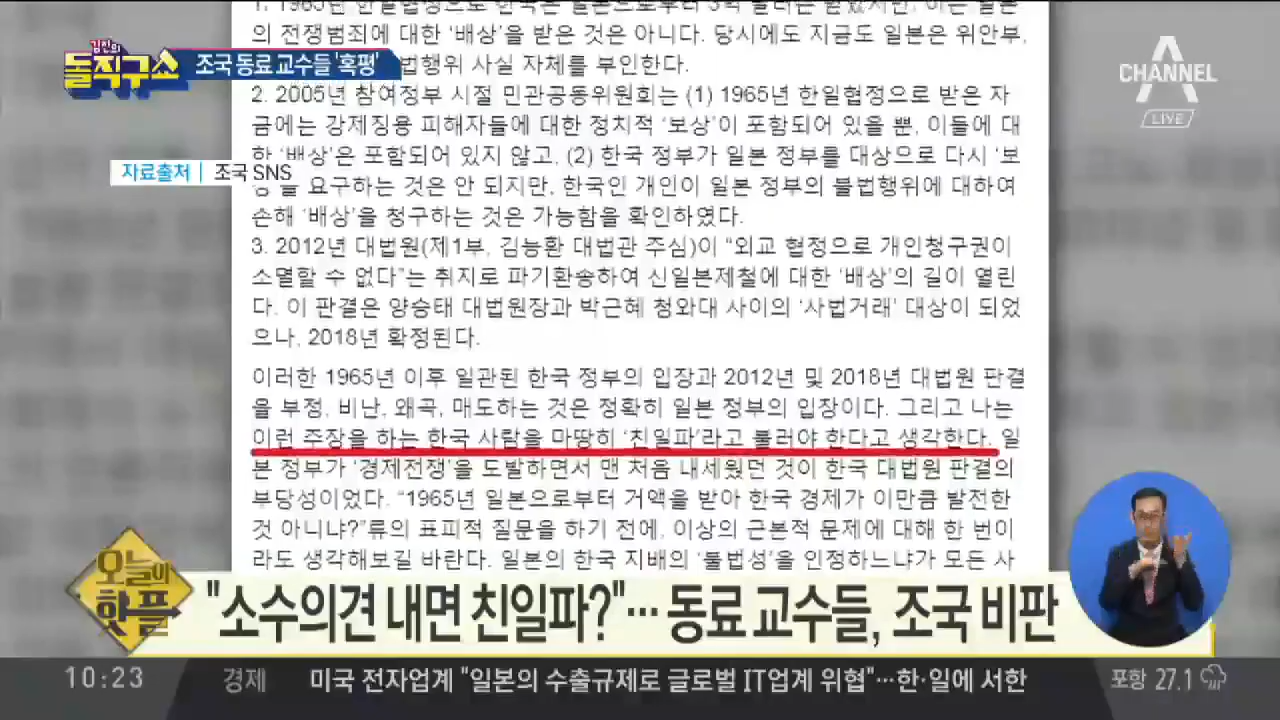 1. 1965년 한일협정으로 한국은 일본으로부터 3억 달러는 받았지만, 이는 일본
의 전쟁범죄에 대한 '배상'을 받은 것은 아니다. 당시에도 지금도 일본은 위안부,
법행위 사실 자체를 부인한다.
김진의
돌직구쇼
조국 동료 교수들 '혹평'
CHANNEL A
LIVE
2. 2005년 참여정부 시절 민관공동위원회는 (1) 1965년 한일협정으로 받은 자
금에는 강제징용 피해자들에 대한 정치적 '보상'이 포함되어 있을 뿐, 이들에 대
한 '배상'은 포함되어 있지 않고, (2) 한국 정부가 일본 정부를 대상으로 다시 '보
자료출처 | 조국 SNS
을 요구하는 것은 안 되지만, 한국인 개인이 일본 정부의 불법행위에 대하여
손해 '배상'을 청구하는 것은 가능함을 확인하였다.
3. 2012년 대법원(제1부, 김능환 대법관 주심)이 "외교 협정으로 개인청구권이
소멸할 수 없다"는 취지로 파기환송하여 신일본제철에 대한 '배상'의 길이 열린
다. 이 판결은 양승태 대법원장과 박근혜 청와대 사이의 '사법거래' 대상이 되었
으나, 2018년 확정된다.
이러한 1965년 이후 일관된 한국 정부의 입장과 2012년 및 2018년 대법원 판결
을 부정, 비난, 왜곡, 매도하는 것은 정확히 일본 정부의 입장이다. 그리고 나는
이런 주장을 하는 한국 사람을 마땅히 '친일파'라고 불러야 한다고 생각한다. 일
본 정부가 '경제전쟁'을 도발하면서 맨 처음 내세웠던 것이 한국 대법원 판결의
부당성이었다. "1965년 일본으로부터 거액을 받아 한국 경제가 이만큼 발전한
것 아니냐?"류의 표피적 질문을 하기 전에, 이상의 근본적 문제에 대해 한 번이
라도 생각해보길 바란다. 일본의 한국 지배의 '불법성'을 인정하느냐가 모든 사
오늘의
핫플
"소수의견 내면 친일파?"… 동료 교수들, 조국 비판
10:23
경제
미국 전자업계 "일본의 수출규제로 글로벌 IT업계 위협"…한·일에 서한
포항 27.1